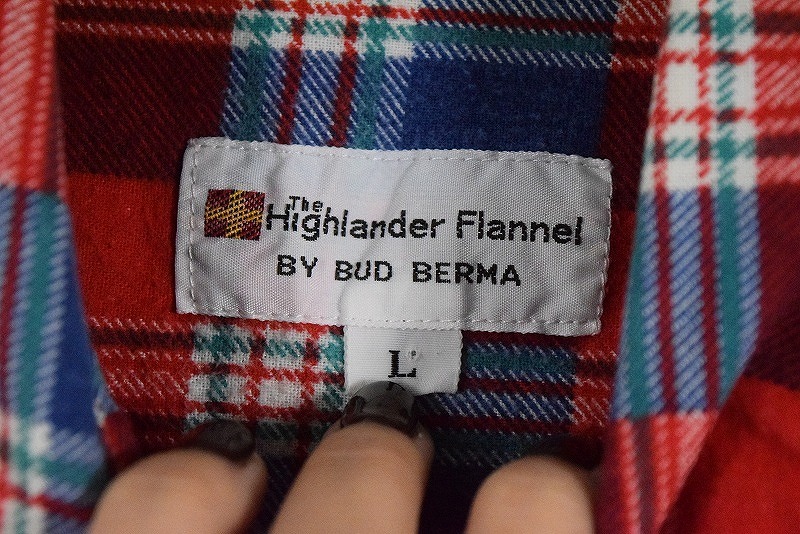 The
Highlander Flannel
BY BUD BERMA
L